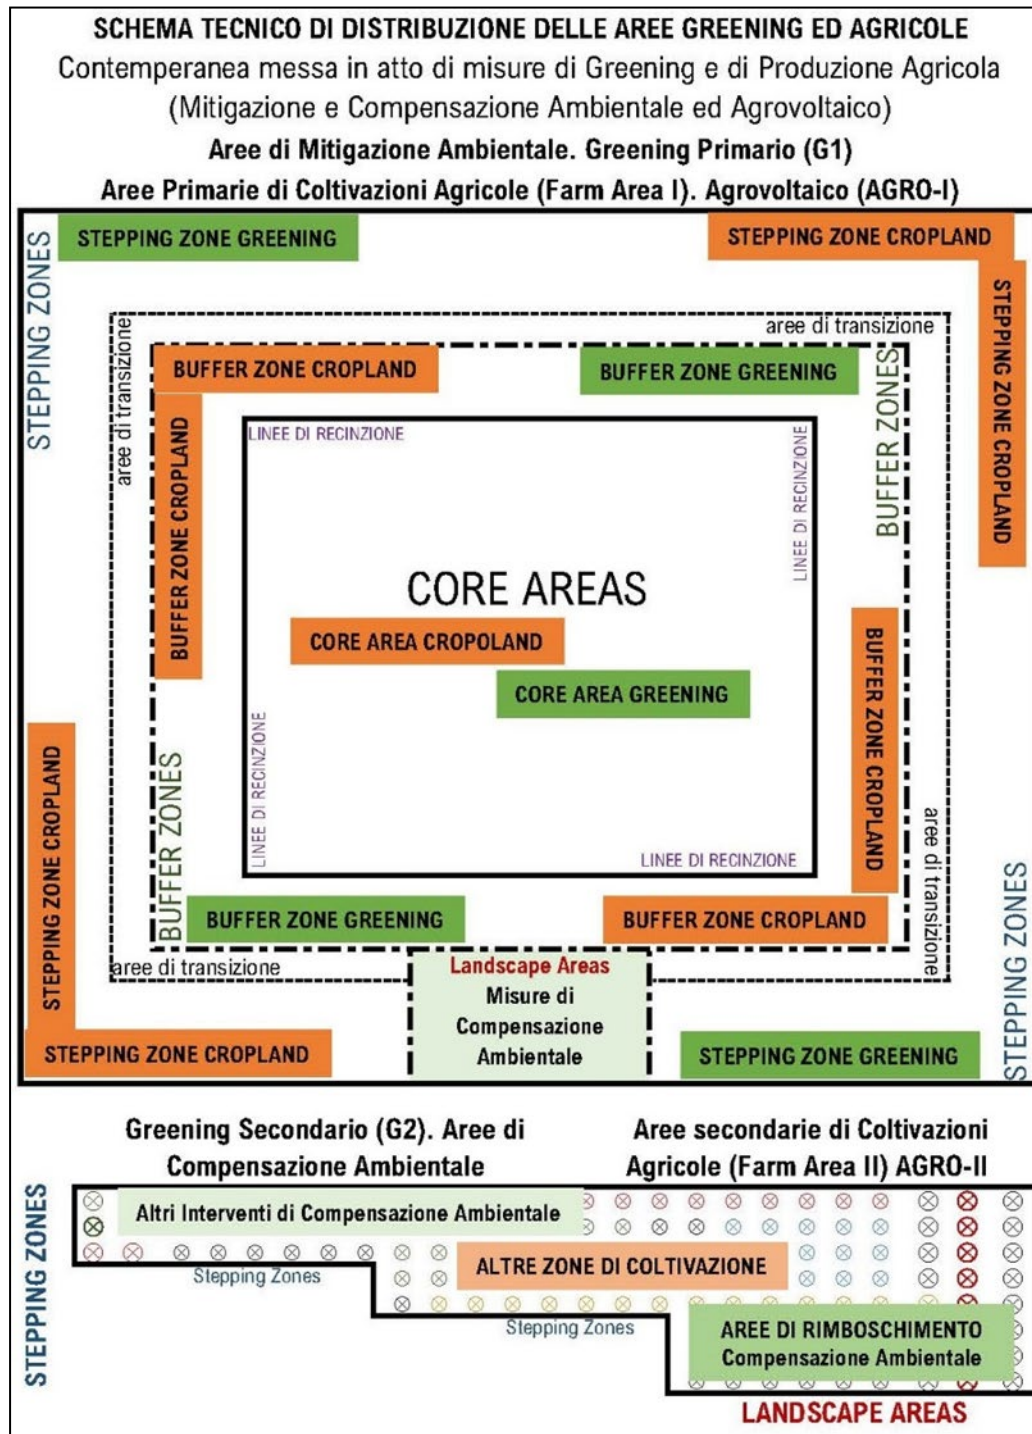 SCHEMA TECNICO DI DISTRIBUZIONE DELLE AREE GREENING ED AGRICOLE
Contemperanea messa in atto di misure di Greening e di Produzione Agricola
(Mitigazione e Compensazione Ambientale ed Agrovoltaico)
Aree di Mitigazione Ambientale. Greening Primario (G1)
Aree Primarie di Coltivazioni Agricole (Farm Area I). Agrovoltaico (AGRO-I)
STEPPING ZONES
STEPPING ZONE GREENING
STEPPING ZONE CROPLAND
STEPPING ZONE CROPLAND
aree di transizione
aree di transizione
BUFFER ZONE CROPLAND
BUFFER ZONE GREENING
BUFFER ZONES
BUFFER ZONE CROPLAND
LINEE DI RECINZIONE
LINEE DI RECINZIONE
CORE AREAS
CORE AREA CROPOLAND
CORE AREA GREENING
BUFFER ZONE CROPLAND
LINEE DI RECINZIONE
LINEE DI RECINZIONE
STEPPING ZONE CROPLAND
BUFFER ZONES
aree di transizione
STEPPING ZONES
BUFFER ZONE GREENING
BUFFER ZONE CROPLAND
aree di transizione
Landscape Areas
Misure di
Compensazione
Ambientale
STEPPING ZONE CROPLAND
STEPPING ZONE GREENING
Greening Secondario (G2). Aree di
Compensazione Ambientale
Aree secondarie di Coltivazioni
Agricole (Farm Area II) AGRO-II
STEPPING ZONES
Altri Interventi di Compensazione Ambientale
Stepping Zones
ALTRE ZONE DI COLTIVAZIONE
Stepping Zones
AREE DI RIMBOSCHIMENTO
Compensazione Ambientale
LANDSCAPE AREAS